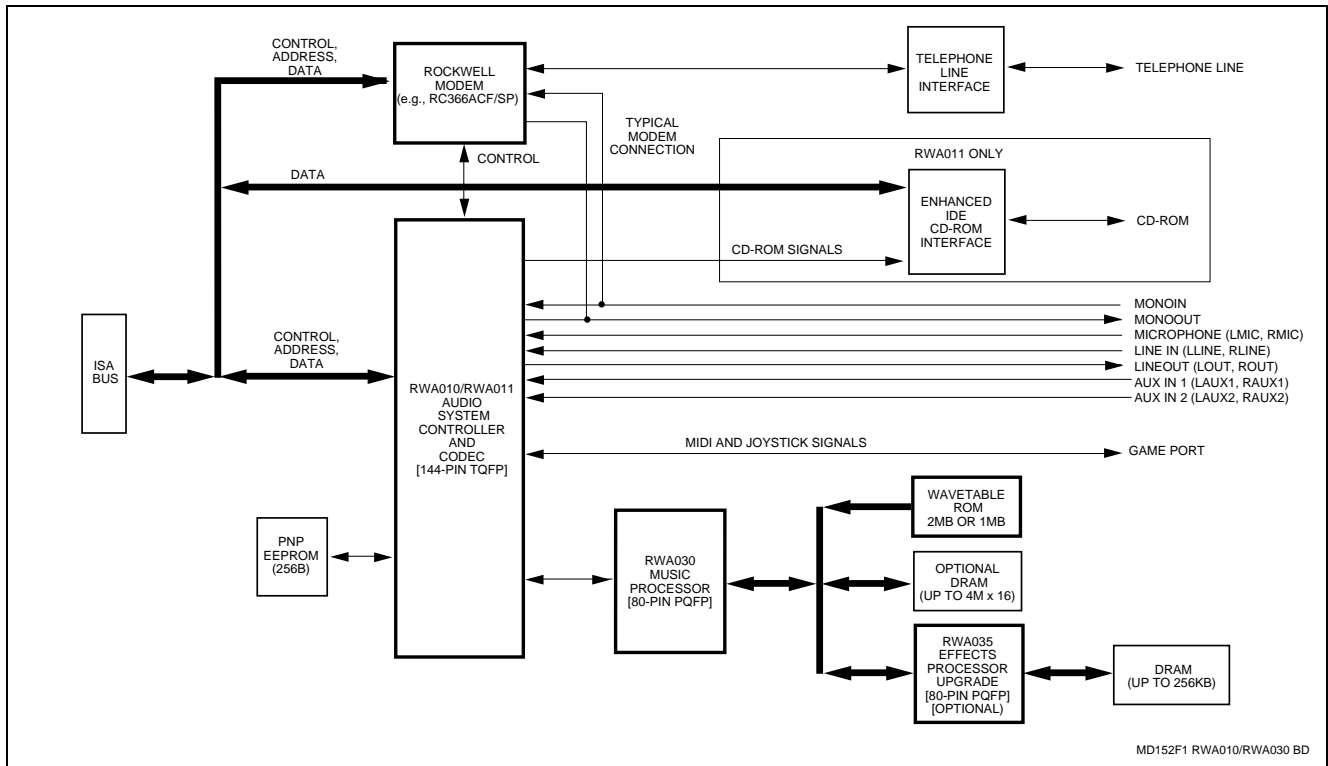 CONTROL,
ADDRESS,
DATA
ROCKWELL
MODEM
(e.g., RC366ACF/SP)
TELEPHONE
LINE
INTERFACE
TELEPHONE LINE
TYPICAL
MODEM
CONNECTION
CONTROL
DATA
RWA011 ONLY
ENHANCED
IDE
CD-ROM
INTERFACE
CD-ROM
CD-ROM SIGNALS
MONOIN
MONOOUT
MICROPHONE (LMIC, RMIC)
LINE IN (LLINE, RLINE)
LINEOUT (LOUT, ROUT)
AUX IN 1 (LAUX1, RAUX1)
AUX IN 2 (LAUX2, RAUX2)
ISA
BUS
CONTROL,
ADDRESS,
DATA
RWA010/RWA011
AUDIO
SYSTEM
CONTROLLER
AND
CODEC
[144-PIN TQFP]
MIDI AND JOYSTICK SIGNALS
GAME PORT
PNP
EEPROM
(256B)
RWA030
MUSIC
PROCESSOR
[80-PIN PQFP]
WAVETABLE
ROM
2MB OR 1MB
OPTIONAL
DRAM
(UP TO 4M x 16)
RWA035
EFFECTS
PROCESSOR
UPGRADE
[80-PIN PQFP]
[OPTIONAL)
DRAM
(UP TO 256KB)
MD152F1 RWA010/RWA030 BD